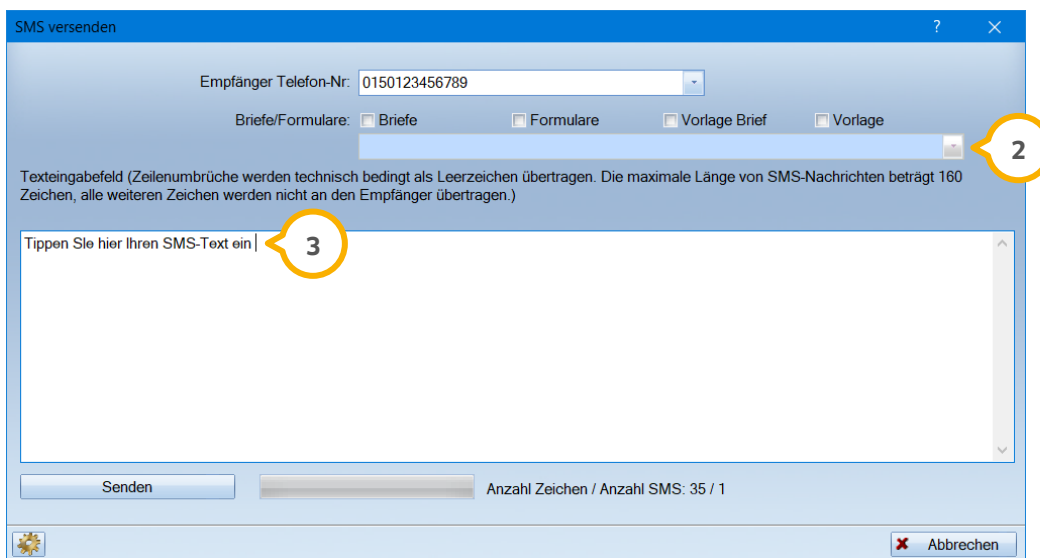 SMS versenden
Empfänger Telefon-Nr: 0150123456789
Briefe/Formulare: Briefe Formulare Vorlage Brief Vorlage
2
Texteingabefeld (Zeilenumbrüche werden technisch bedingt als Leerzeichen übertragen. Die maximale Länge von SMS-Nachrichten beträgt 160
Zeichen, alle weiteren Zeichen werden nicht an den Empfänger übertragen.)
Tippen SIe hier Ihren SMS-Text ein
3
Senden Anzahl Zeichen / Anzahl SMS: 35 / 1
Abbrechen